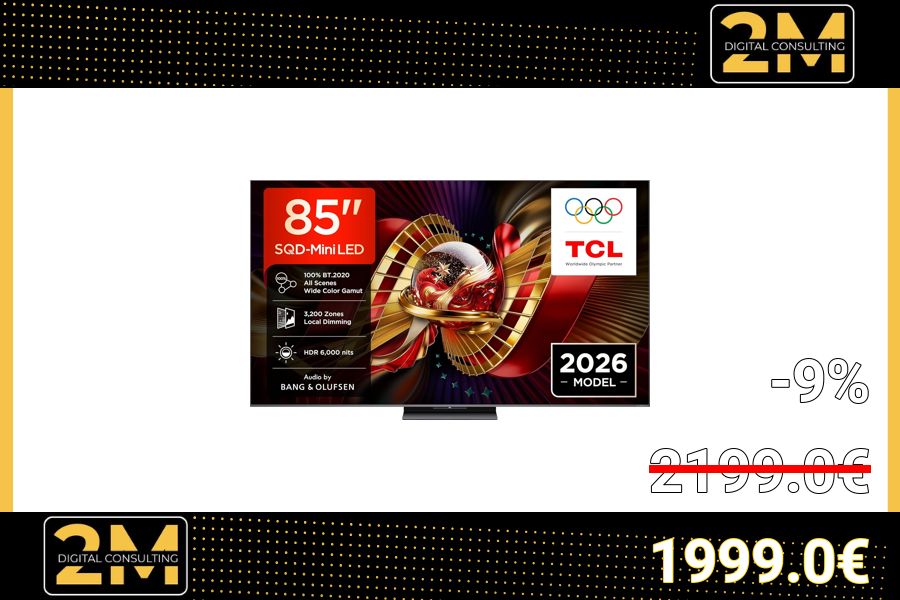 2M
DIGITAL CONSULTING
85"
SQD-Mini LED
100%
100% BT.2020
All Scenes
Wide Color Gamut
3,200 Zones
Local Dimming
HDR 6,000 nits
Audio by
BANG & OLUFSEN
TCL
Worldwide Olympic Partner
2026
– MODEL –
-9%
2199.0€
2M
DIGITAL CONSULTING
1999.0€